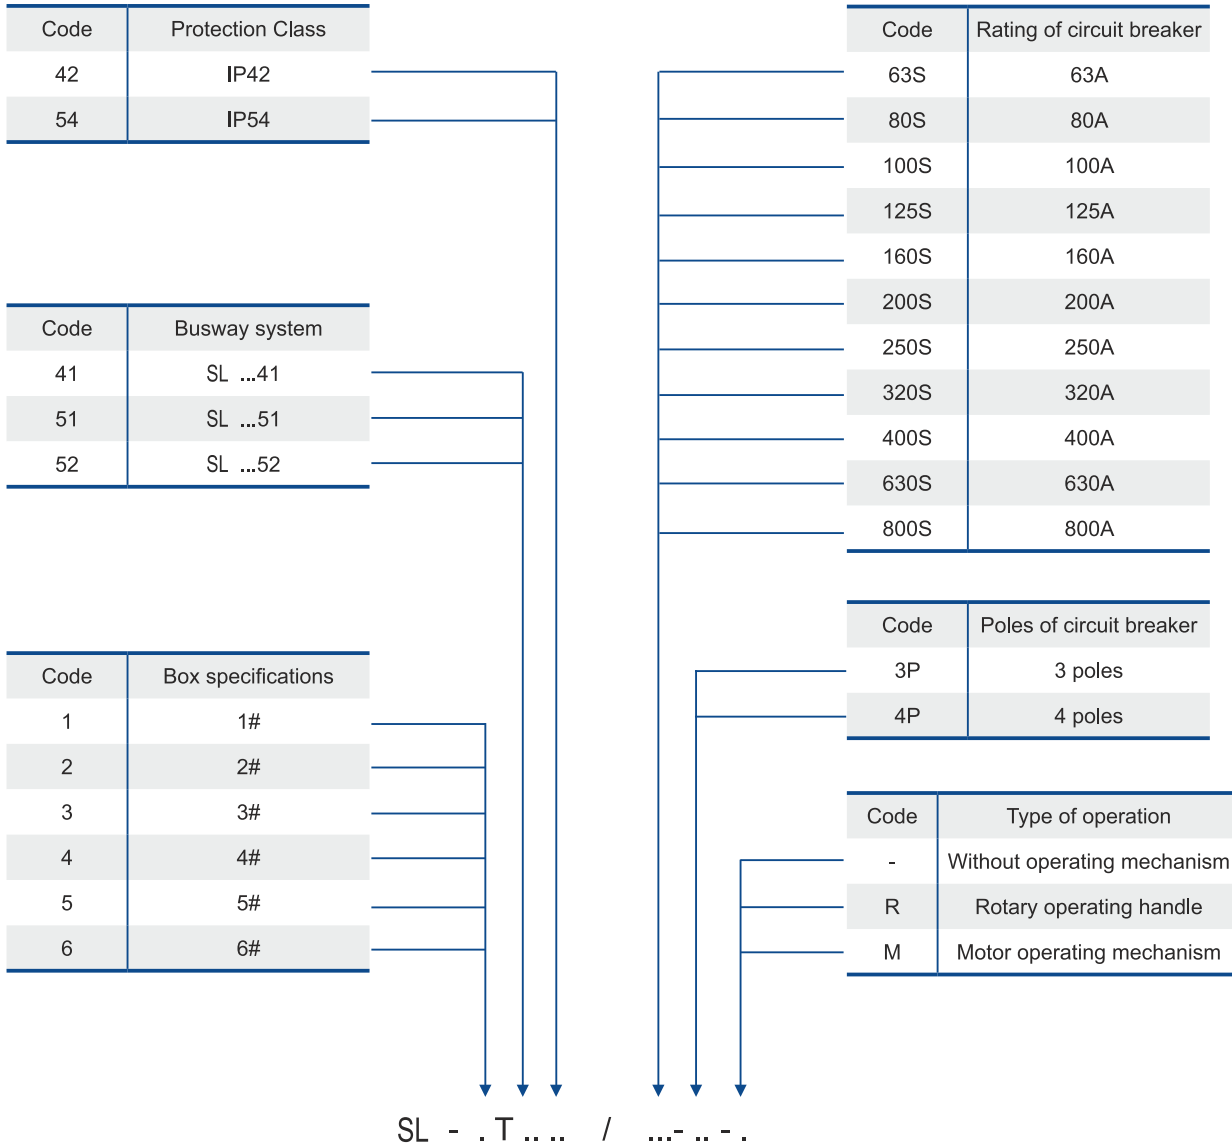 Code Protection Class
42 IP42
54 IP54
Code Busway system
41 SL ...41
51 SL ...51
52 SL ...52
Code Box specifications
1 1#
2 2#
3 3#
4 4#
5 5#
6 6#
Code Rating of circuit breaker
63S 63A
80S 80A
100S 100A
125S 125A
160S 160A
200S 200A
250S 250A
320S 320A
400S 400A
630S 630A
800S 800A
Code Poles of circuit breaker
3P 3 poles
4P 4 poles
Code Type of operation
- Without operating mechanism
R Rotary operating handle
M Motor operating mechanism
SL - . T .. .. / ...- .. - .